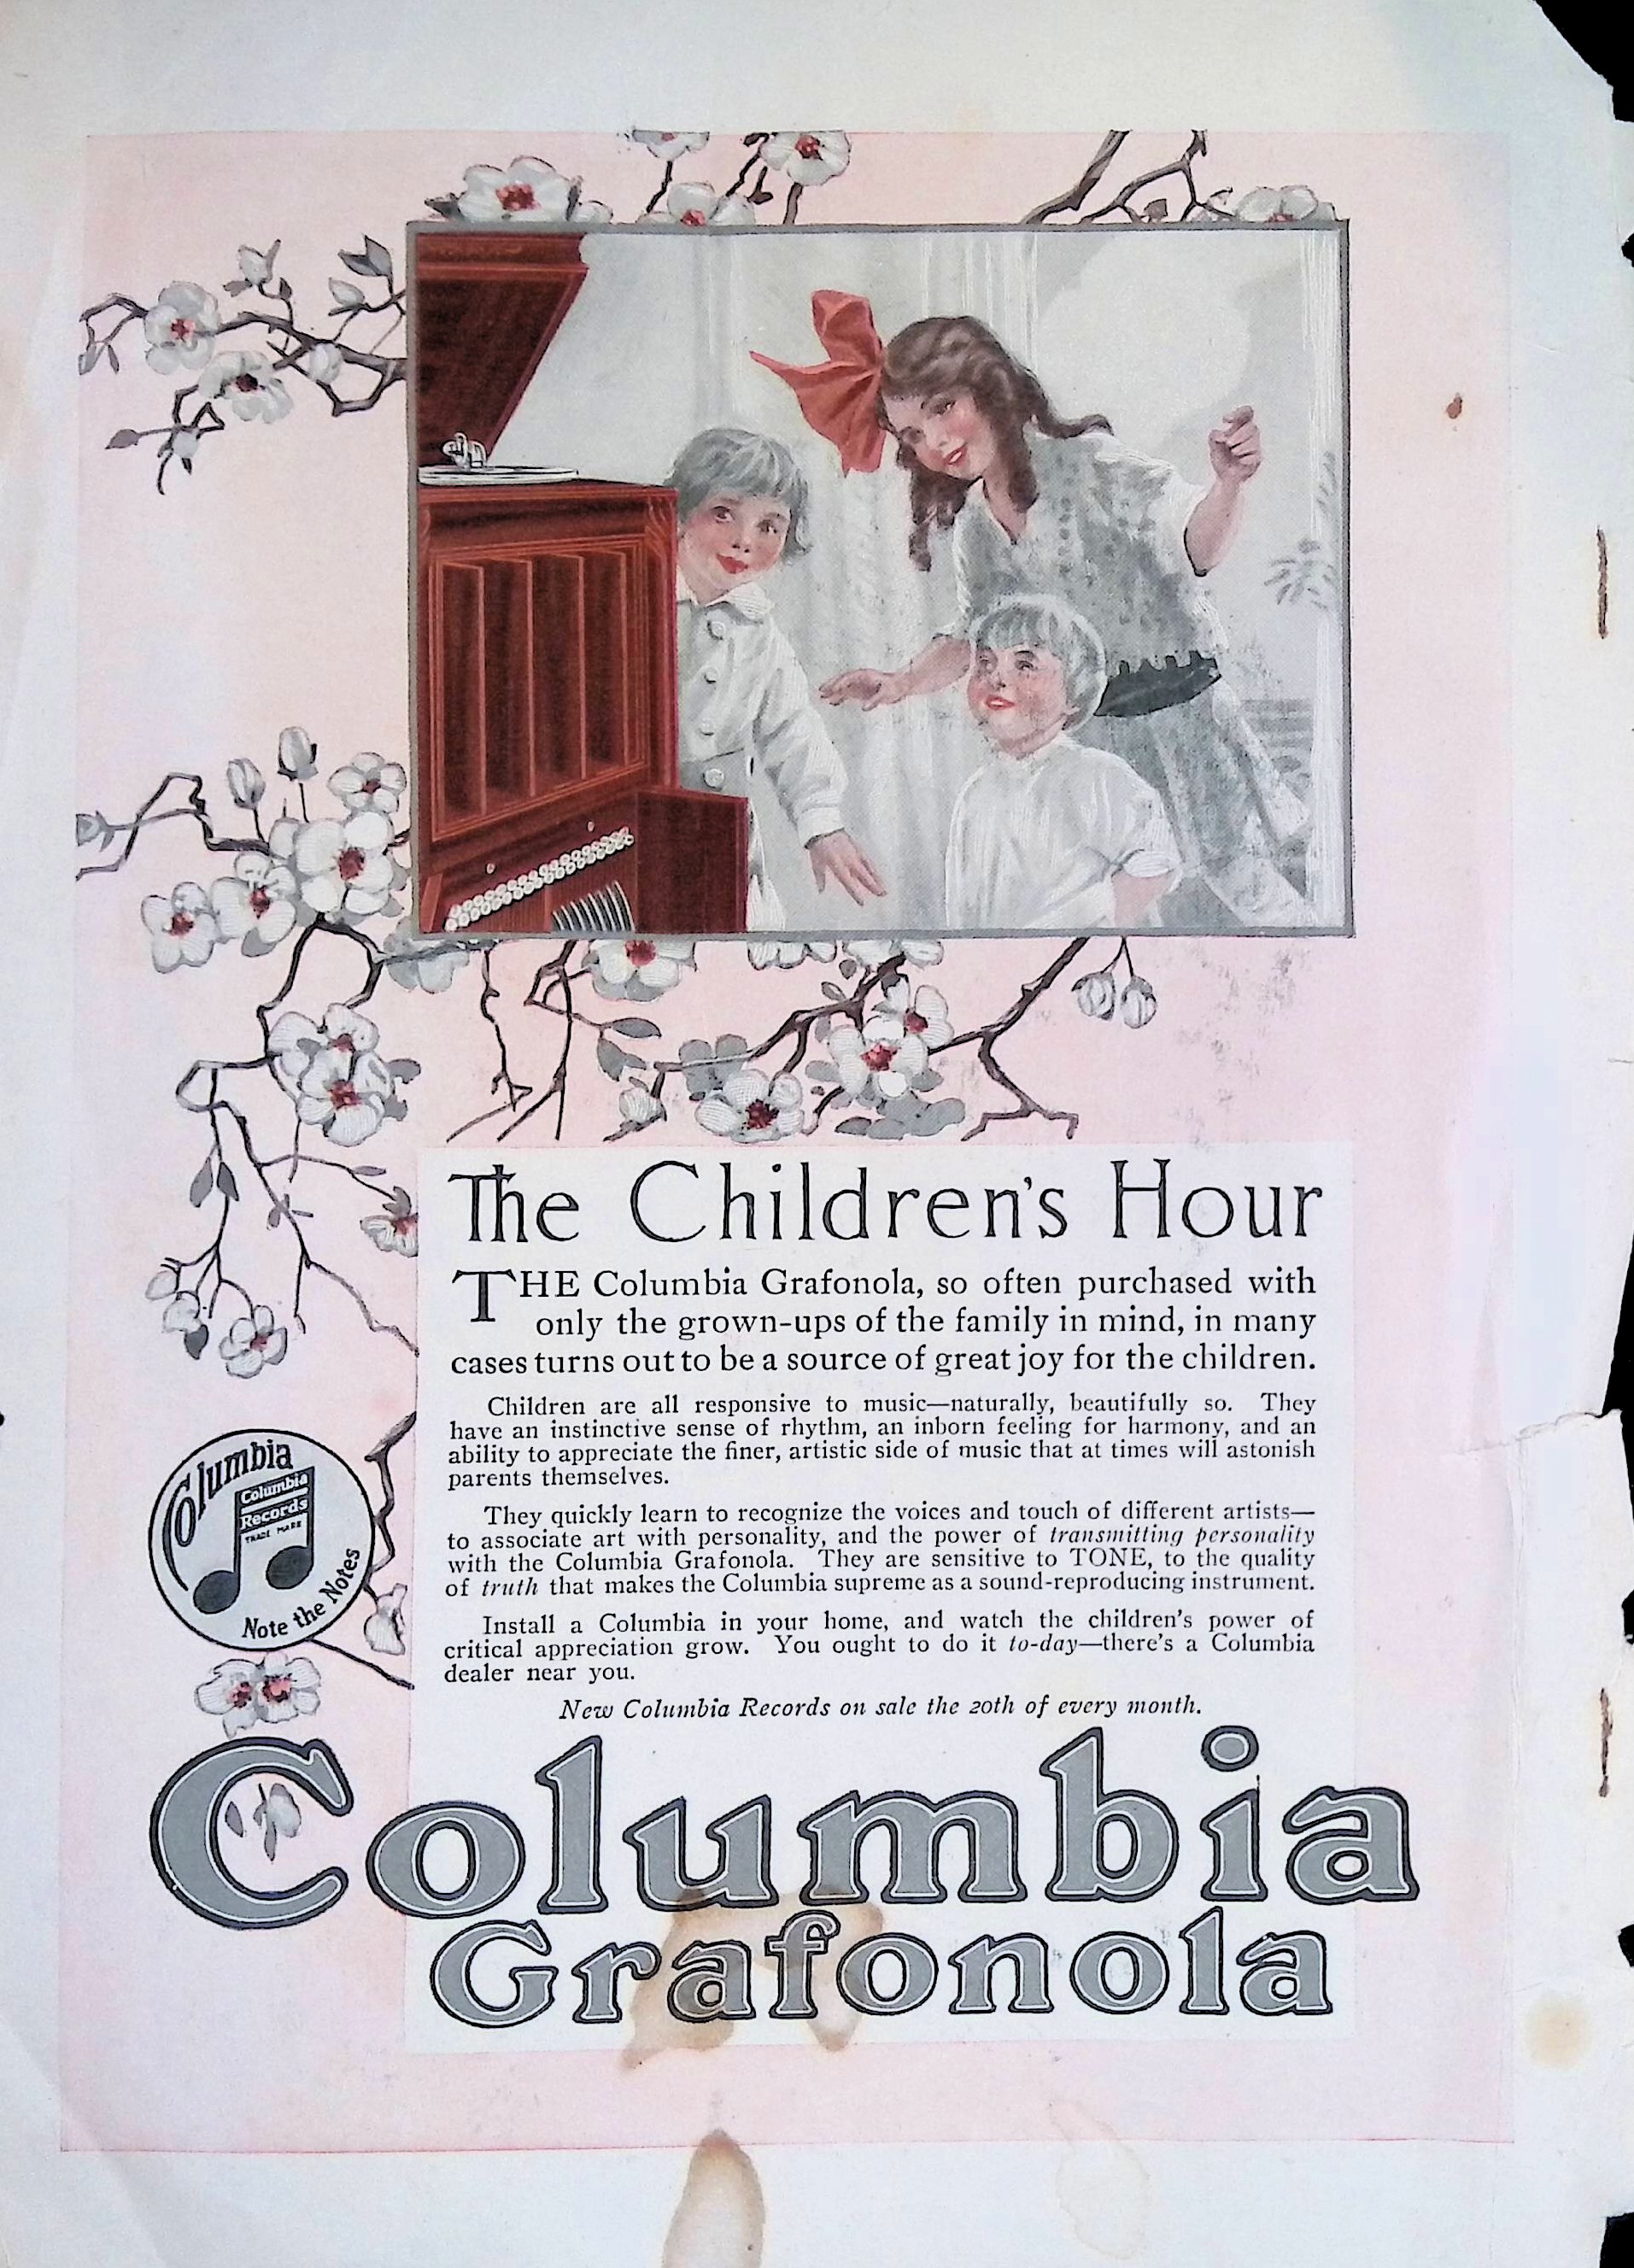 The Children's Hour
THE Columbia Grafonola, so often purchased with
only the grown-ups of the family in mind, in many
cases turns out to be a source of great joy for the children.
Children are all responsive to music—naturally, beautifully so. They
have an instinctive sense of rhythm, an inborn feeling for harmony, and an
ability to appreciate the finer, artistic side of music that at times will astonish
parents themselves.
They quickly learn to recognize the voices and touch of different artists—
to associate art with personality, and the power of transmitting personality
with the Columbia Grafonola. They are sensitive to TONE, to the quality
of truth that makes the Columbia supreme as a sound-reproducing instrument.
Install a Columbia in your home, and watch the children's power of
critical appreciation grow. You ought to do it to-day—there's a Columbia
dealer near you.
New Columbia Records on sale the 20th of every month.
Columbia
Columbia
Records
TRADE MARK
Note the Notes
Columbia
Grafonola